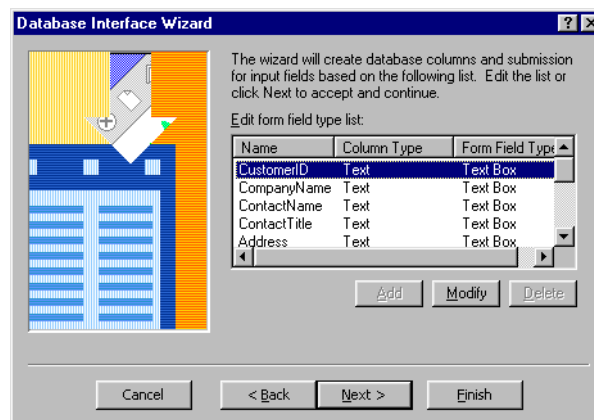 Database Interface Wizard
The wizard will create database columns and submission
for input fields based on the following list. Edit the list or
click Next to accept and continue.
Edit form field type list:
Name Column Type Form Field Type
CustomerID Text Text Box
CompanyName Text Text Box
ContactName Text Text Box
ContactTitle Text Text Box
Address Text Text Box
Add Modify Delete
Cancel < Back Next > Finish